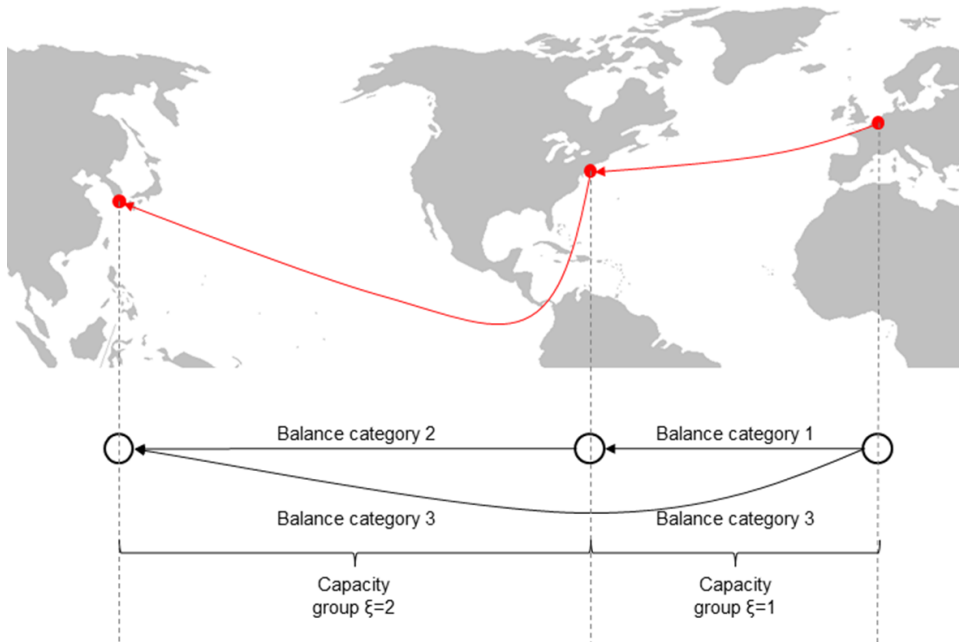 Balance category 2
Balance category 1
Balance category 3
Balance category 3
Capacity
group ξ=2
Capacity
group ξ=1